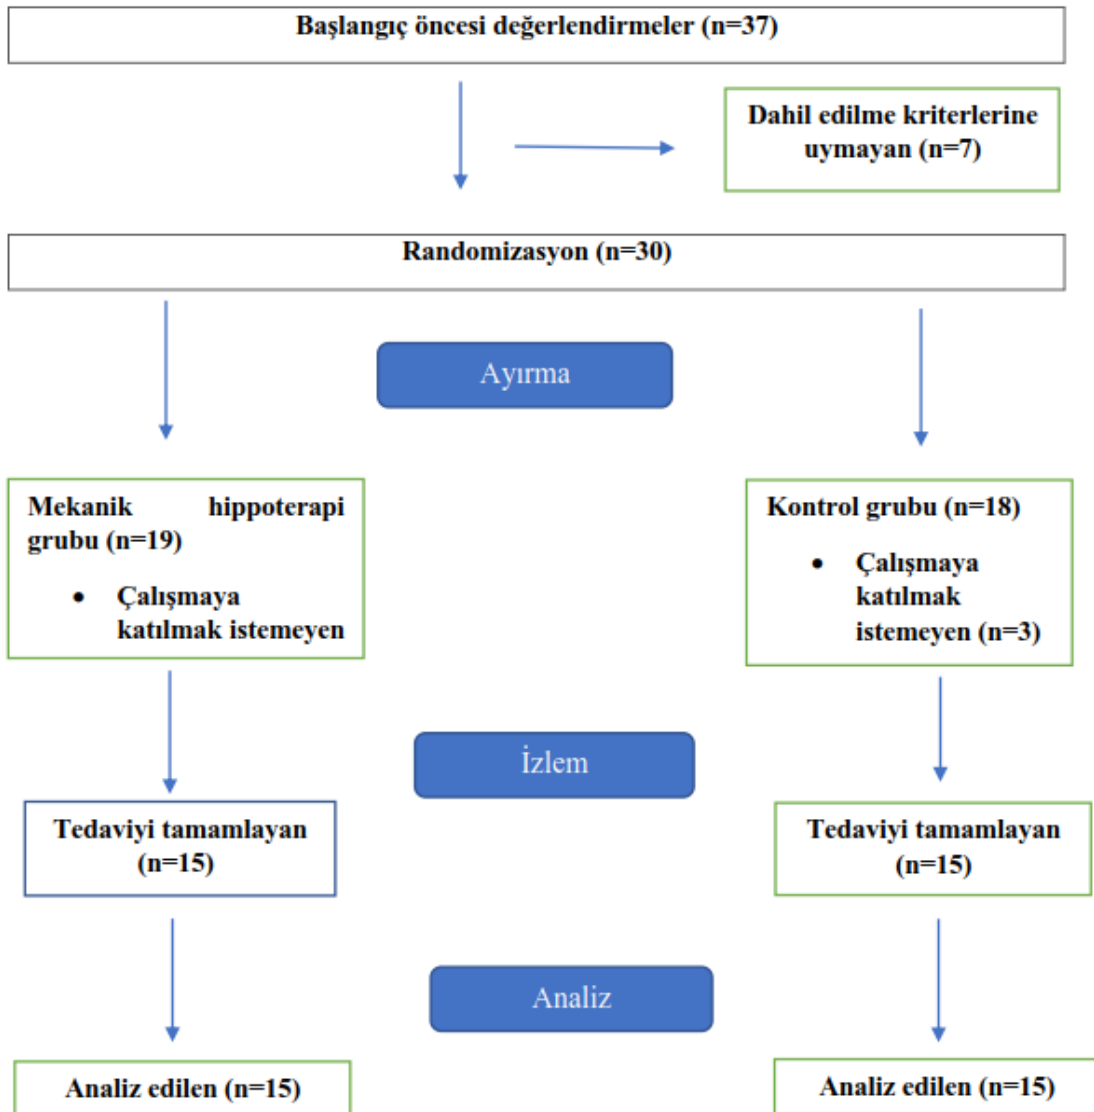 Başlangıç öncesi değerlendirmeler (n=37)
Dahil edilme kriterlerine
uymayan (n=7)
Randomizasyon (n=30)
Ayırma
Mekanik hippoterapi
grubu (n=19)
• Çalışmaya
katılmak istemeyen
Kontrol grubu (n=18)
• Çalışmaya
katılmak
istemeyen (n=3)
İzlem
Tedaviyi tamamlayan
(n=15)
Tedaviyi tamamlayan
(n=15)
Analiz
Analiz edilen (n=15)
Analiz edilen (n=15)